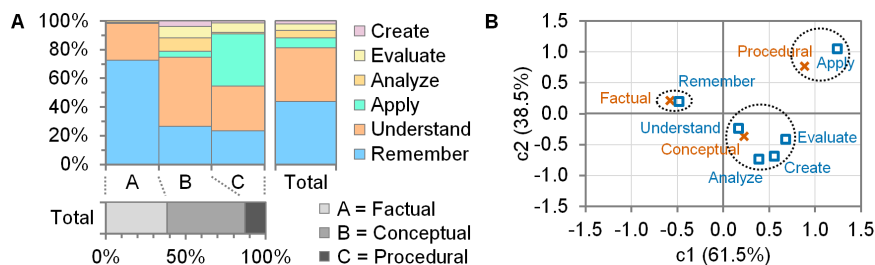 A
100%
80%
60%
40%
20%
0%
A
B
C
Total
Create
Evaluate
Analyze
Apply
Understand
Remember
Total
0%
50%
100%
A = Factual
B = Conceptual
C = Procedural
B
c2 (38.5%)
1.5
1.0
0.5
0.0
-0.5
-1.0
-1.5
Procedural
Apply
Remember
Factual
Understand
Conceptual
Evaluate
Analyze
Create
-1.5
-1.0
-0.5
0.0
0.5
1.0
1.5
c1 (61.5%)